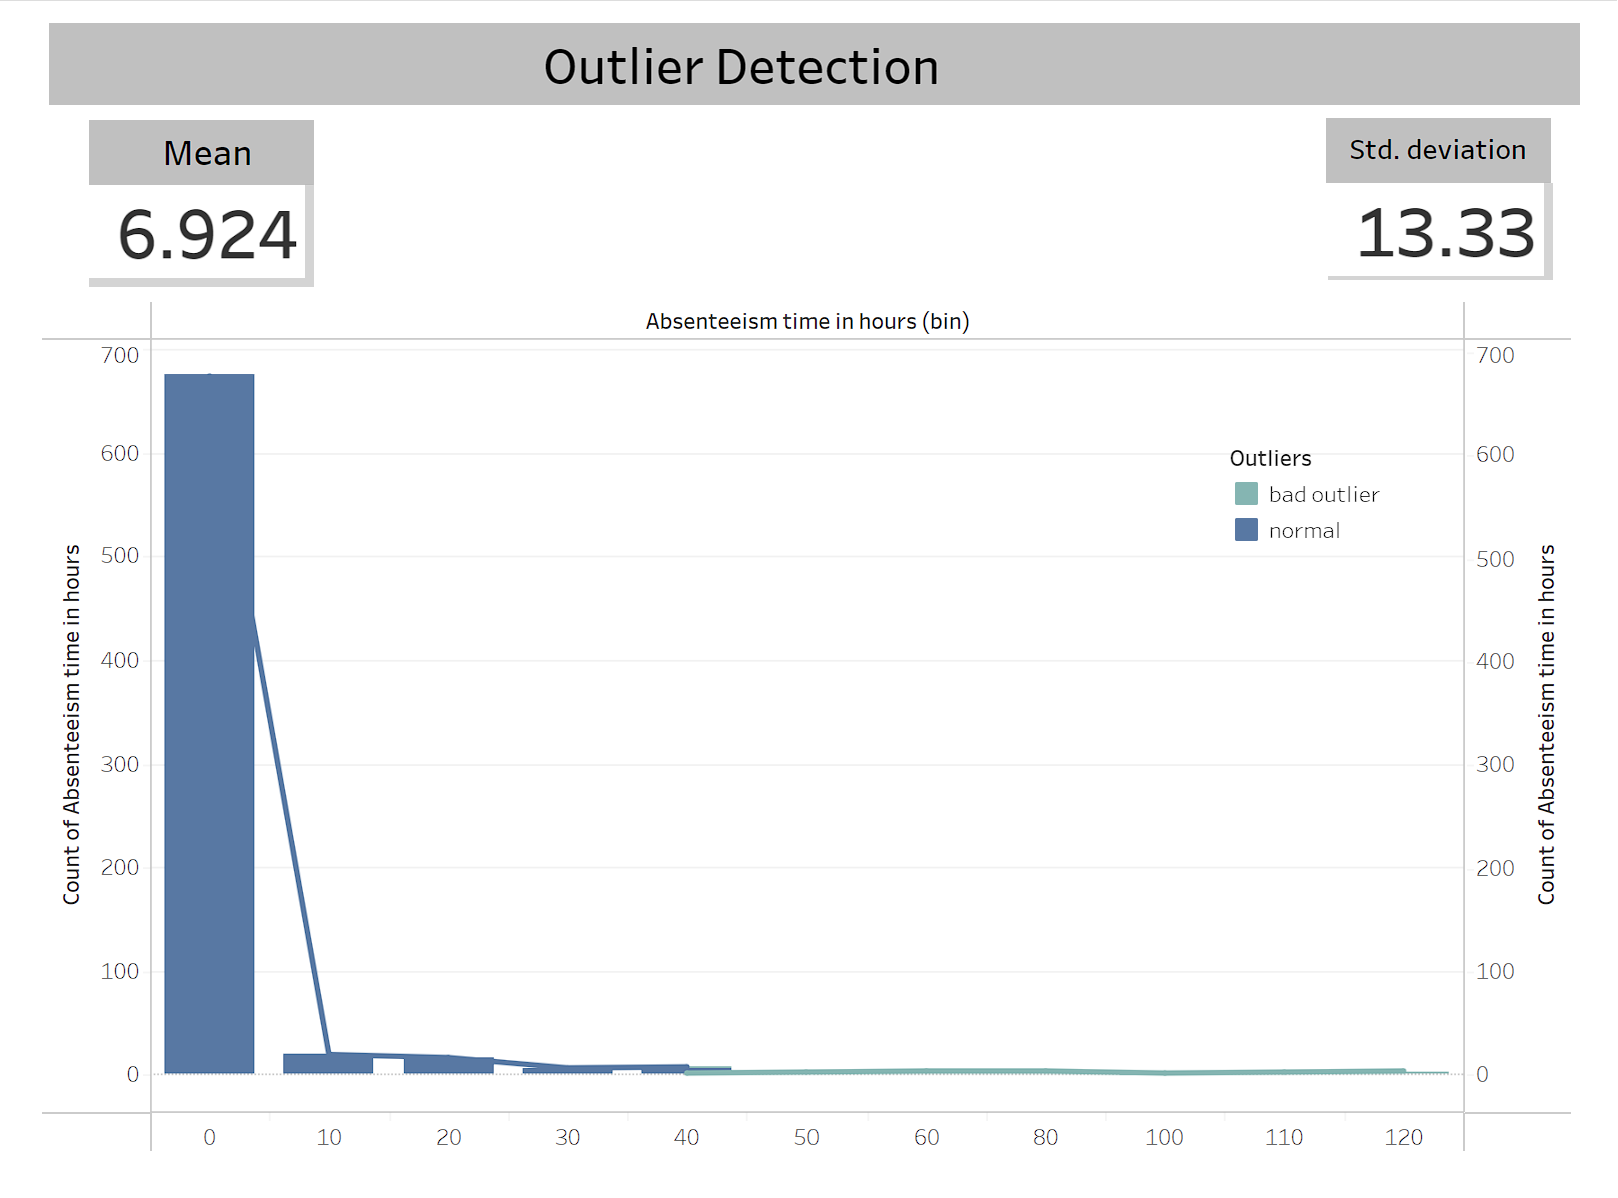 Outlier Detection
Mean
Std. deviation
6.924
13.33
Absenteeism time in hours (bin)
700
600
500
400
300
200
100
0
Count of Absenteeism time in hours
Outliers
bad outlier
normal
700
600
500
400
300
200
100
0
Count of Absenteeism time in hours
0 10 20 30 40 50 60 80 100 110 120